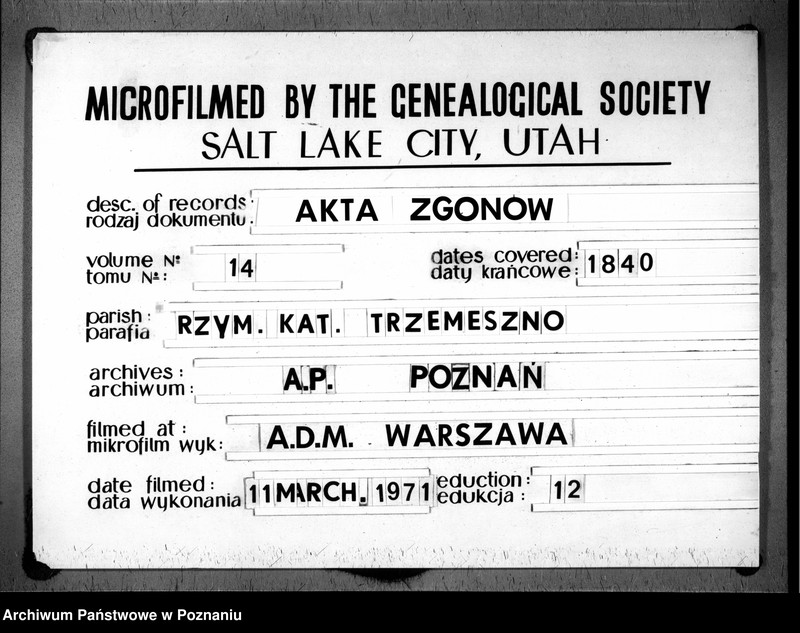 MICROFILMED BY THE GENEALOGICAL SOCIETY
SALT LAKE CITY, UTAH
desc. of records:
rodzaj dokumentu: AKTA ZGONÓW
volume №
tomu №: 14
dates covered:
daty krańcowe: 1840
parish:
parafia RZYM. KAT. TRZEMESZNO
archives:
archiwum: A.P. POZNAŃ
filmed at:
mikrofilm wyk: A.D.M. WARSZAWA
date filmed:
data wykonania 11 MARCH. 1971
eduction:
edukcja: 12
Archiwum Państwowe w Poznaniu